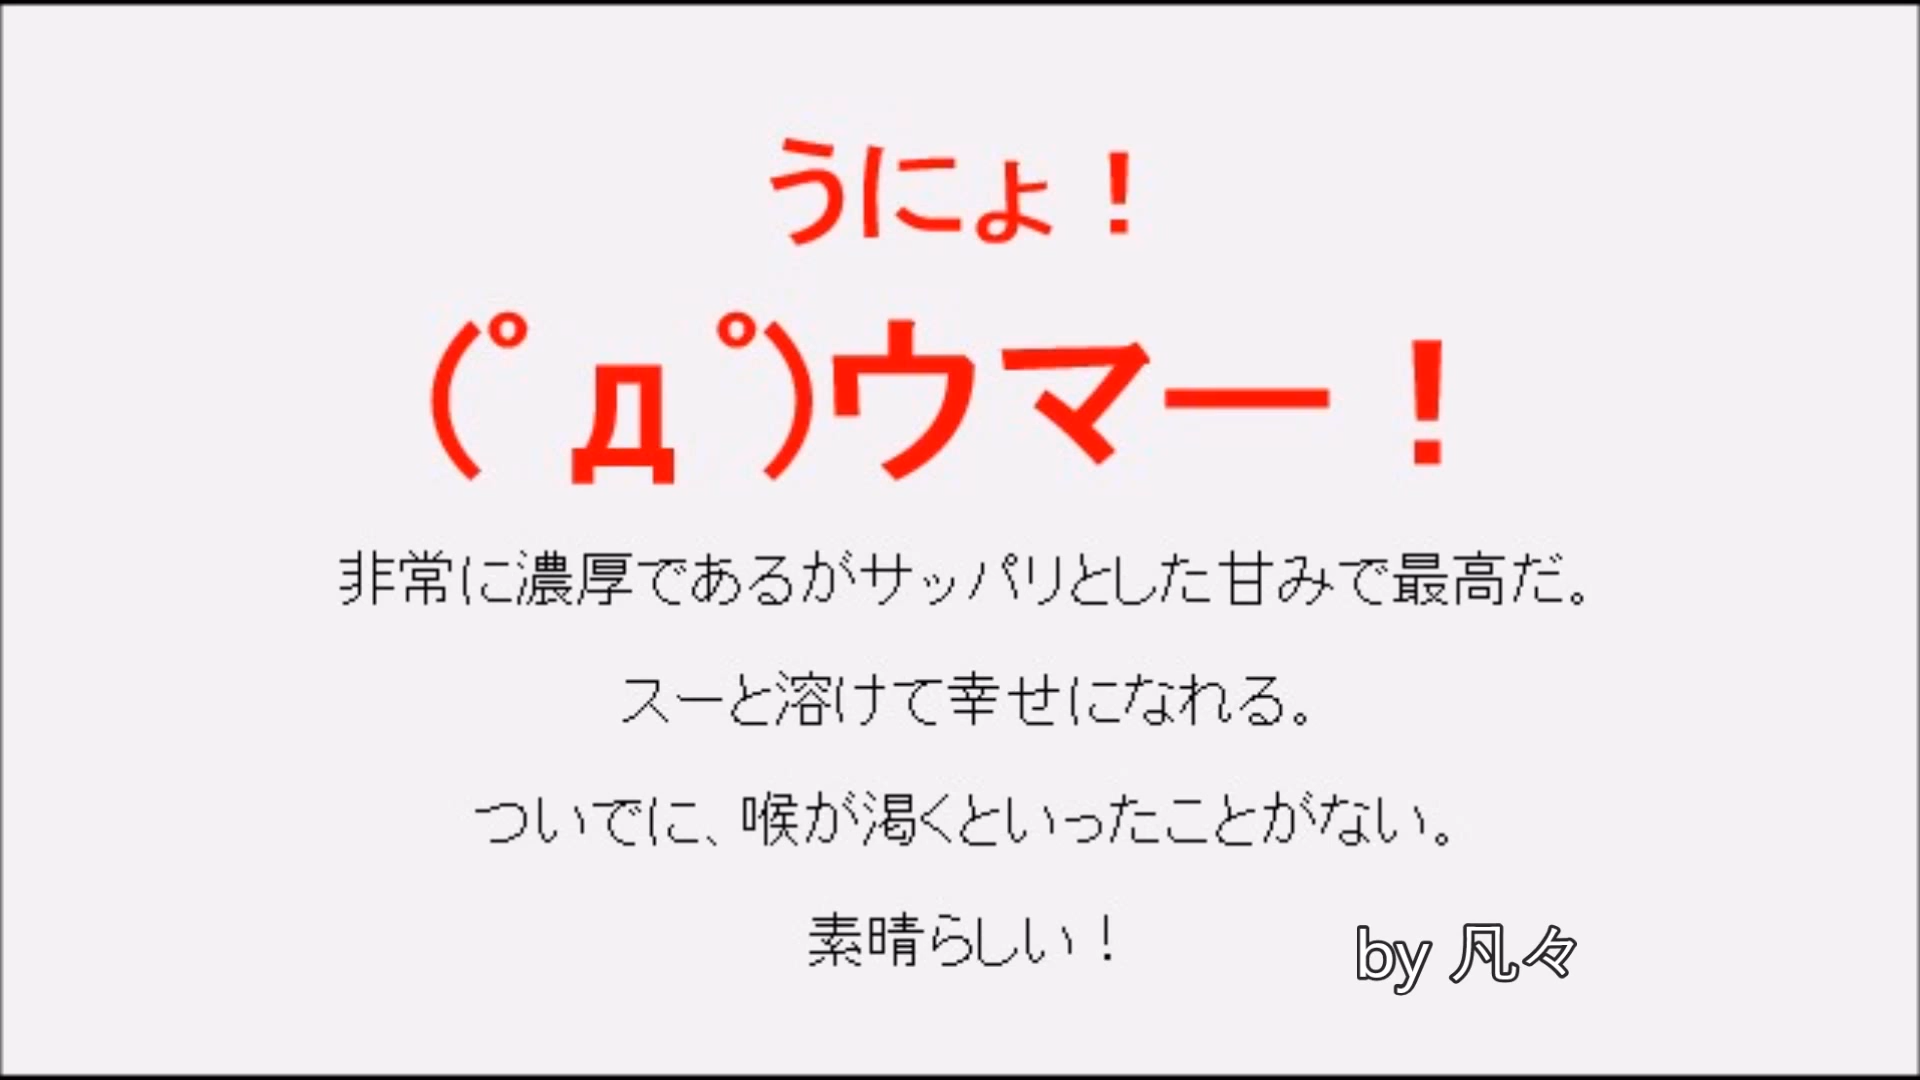 うにょ！
(ﾟдﾟ)ウマー！
非常に濃厚であるがサッパリとした甘みで最高だ。
スーと溶けて幸せになれる。
ついでに、喉が渇くといったことがない。
素晴らしい！
by 凡々